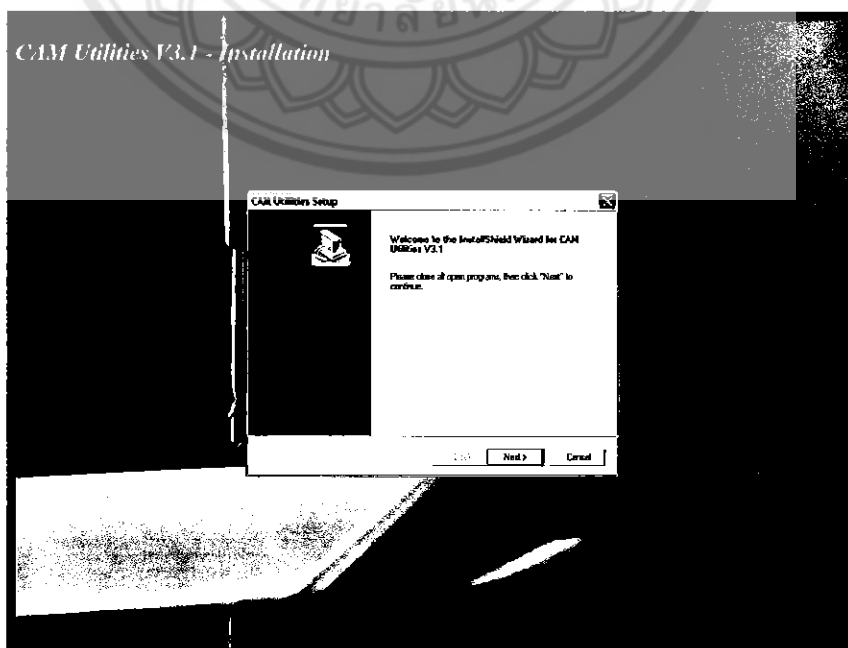 CAM Utilities V3.1 - Installation
CAM Utilities Setup
Welcome to the InstallShield Wizard for CAM
Utilities V3.1
Please close all open programs, then click "Next" to
continue.
Next >
Cancel